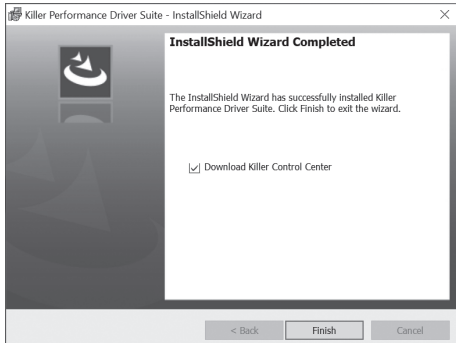 Killer Performance Driver Suite - InstallShield Wizard
InstallShield Wizard Completed
The InstallShield Wizard has successfully installed Killer
Performance Driver Suite. Click Finish to exit the wizard.
Download Killer Control Center
< Back
Finish
Cancel